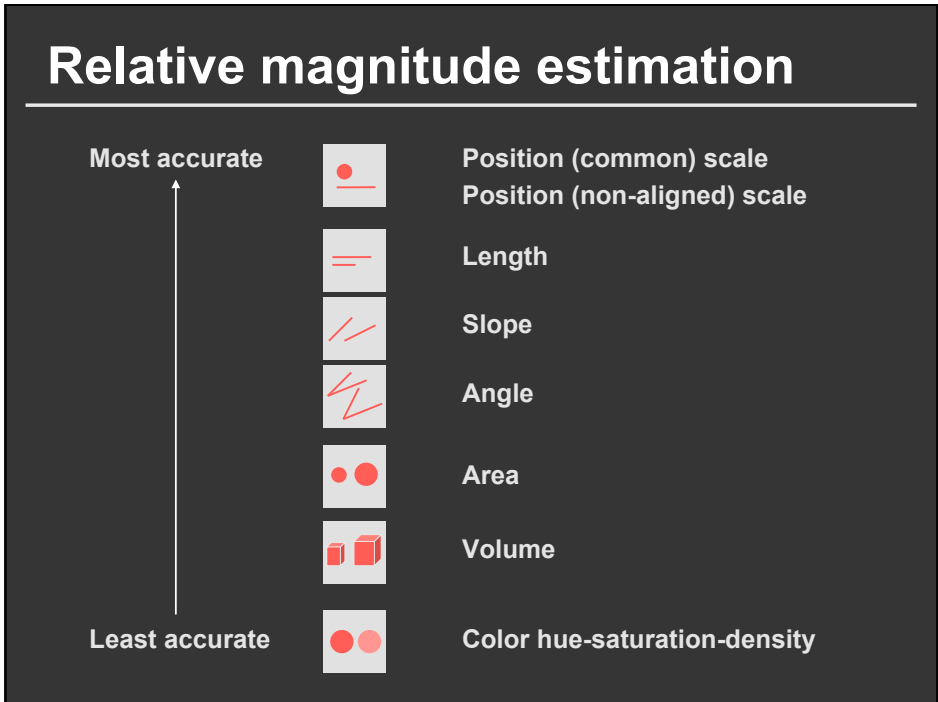 Relative magnitude estimation
Most accurate
Position (common) scale
Position (non-aligned) scale
Length
Slope
Angle
Area
Volume
Least accurate
Color hue-saturation-density